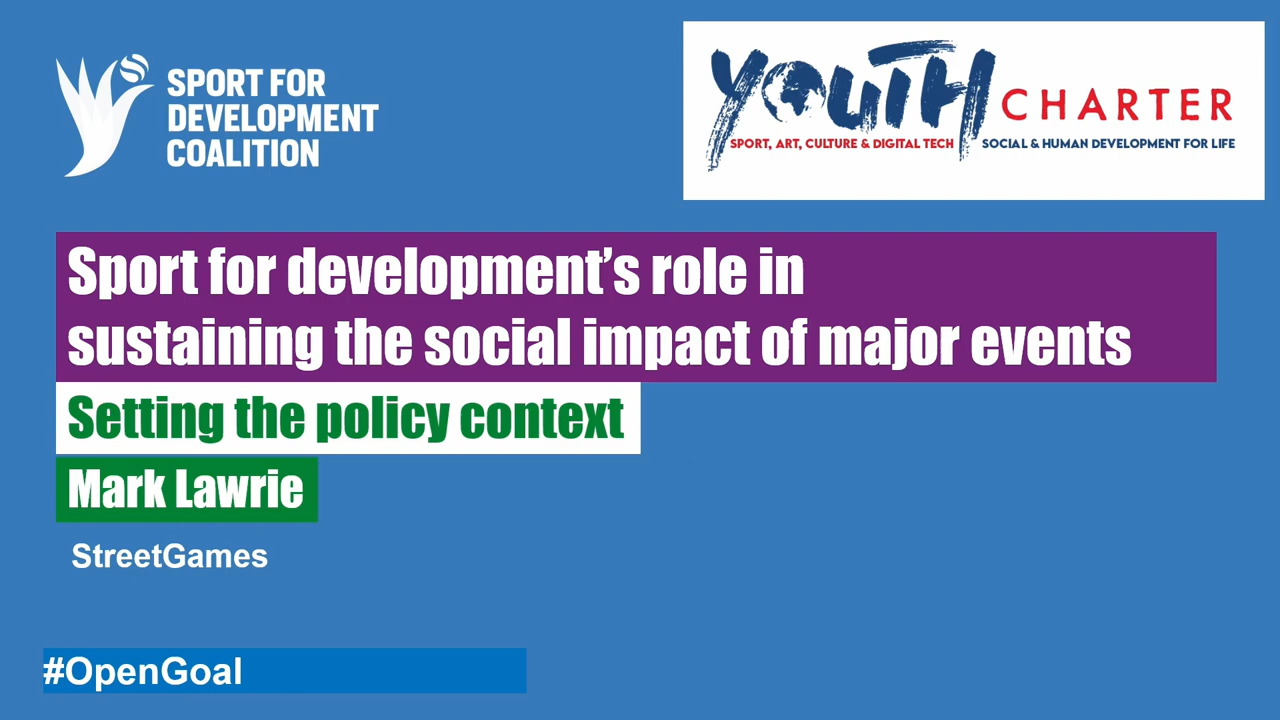 SPORT FOR
DEVELOPMENT
COALITION
YOUTH CHARTER
SPORT, ART, CULTURE & DIGITAL TECH SOCIAL & HUMAN DEVELOPMENT FOR LIFE
Sport for development’s role in
sustaining the social impact of major events
Setting the policy context
Mark Lawrie
StreetGames
#OpenGoal